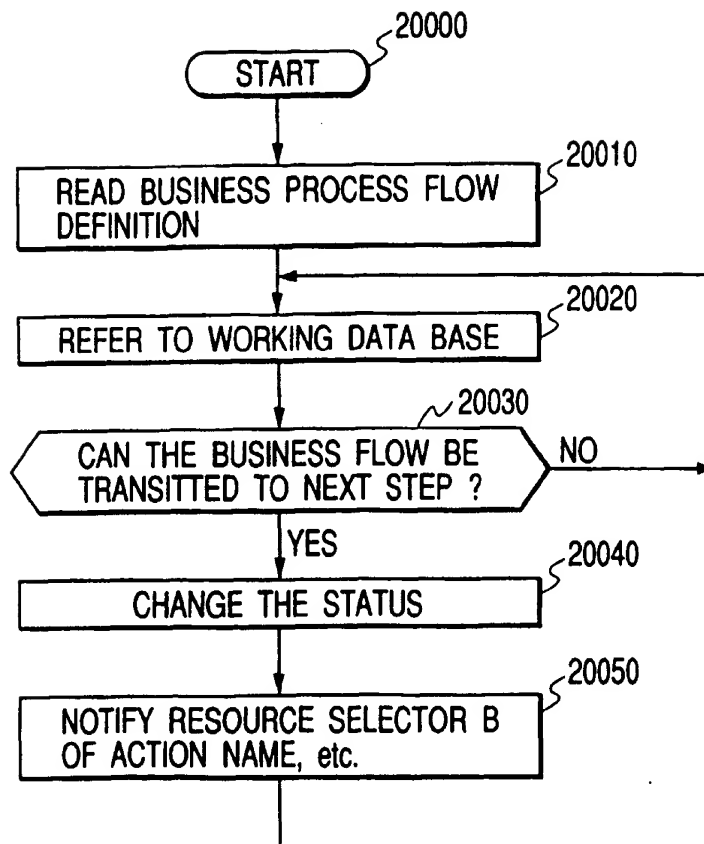 20000
START
20010
READ BUSINESS PROCESS FLOW
DEFINITION
20020
REFER TO WORKING DATA BASE
20030
CAN THE BUSINESS FLOW BE
TRANSITTED TO NEXT STEP ?
NO
YES
20040
CHANGE THE STATUS
20050
NOTIFY RESOURCE SELECTOR B
OF ACTION NAME, etc.